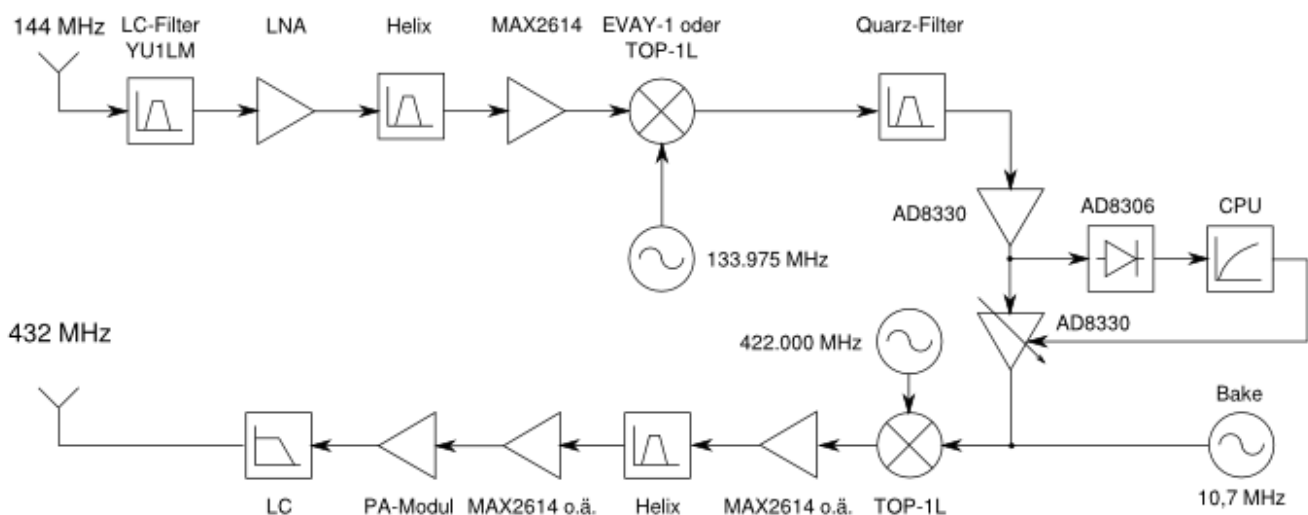 144 MHz
LC-Filter
YU1LM
LNA
Helix
MAX2614
EVAY-1 oder
TOP-1L
Quarz-Filter
133.975 MHz
AD8330
AD8306
CPU
AD8330
432 MHz
422.000 MHz
Bake
10,7 MHz
LC
PA-Modul
MAX2614 o.ä.
Helix
MAX2614 o.ä.
TOP-1L